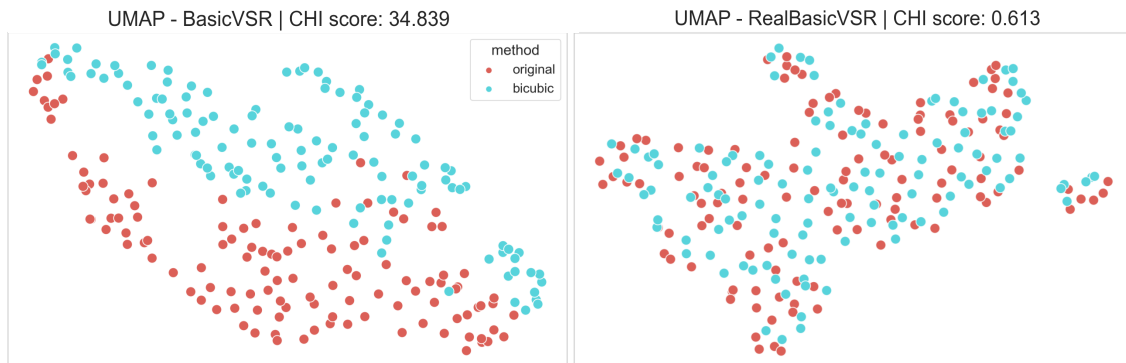 UMAP - BasicVSR | CHI score: 34.839
method
original
bicubic
UMAP - RealBasicVSR | CHI score: 0.613